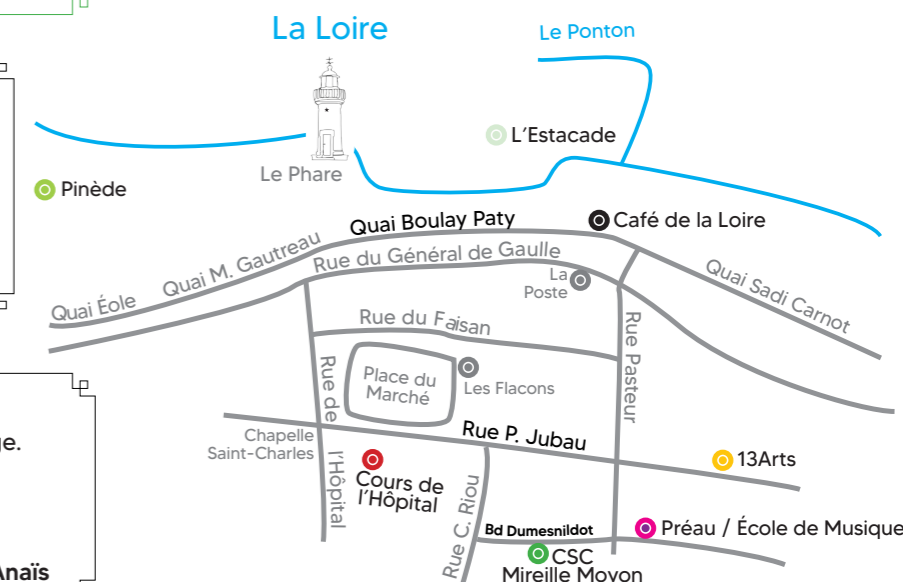 La Loire
Le Ponton
L'Estacade
Le Phare
Pinède
Quai Boulay Paty
Café de la Loire
Quai M. Gautreau
Rue du Général de Gaulle
Quai Éole
La
Poste
Quai Sadi Carnot
Rue du Faisan
Rue Pasteur
Place du
Marché
Les Flacons
Rue de
l'Hôpital
Rue P. Jubau
Chapelle
Saint-Charles
13Arts
Cours de
l'Hôpital
Rue C. Riou
Bd Dumesnildot
Préau / École de Musique
CSC
Mireille Moyon
ge.
Anaïs